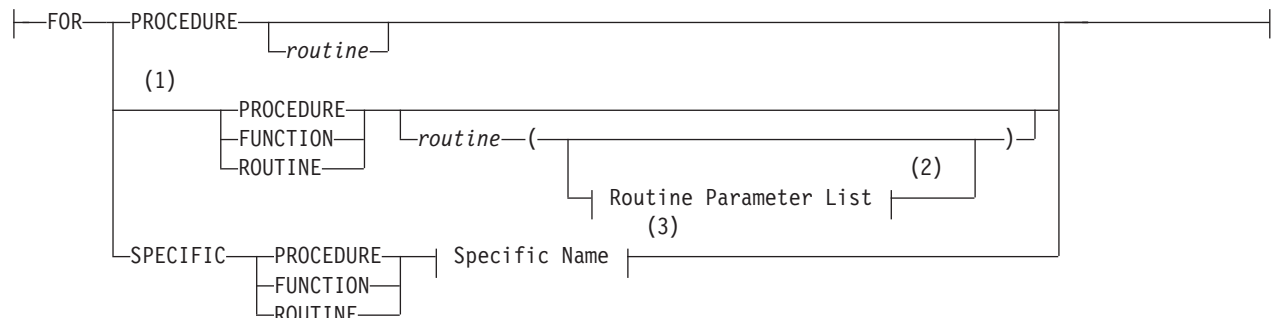 FOR PROCEDURE
routine
(1)
PROCEDURE
FUNCTION routine ( )
ROUTINE (2)
Routine Parameter List
(3)
SPECIFIC PROCEDURE Specific Name
FUNCTION
ROUTINE